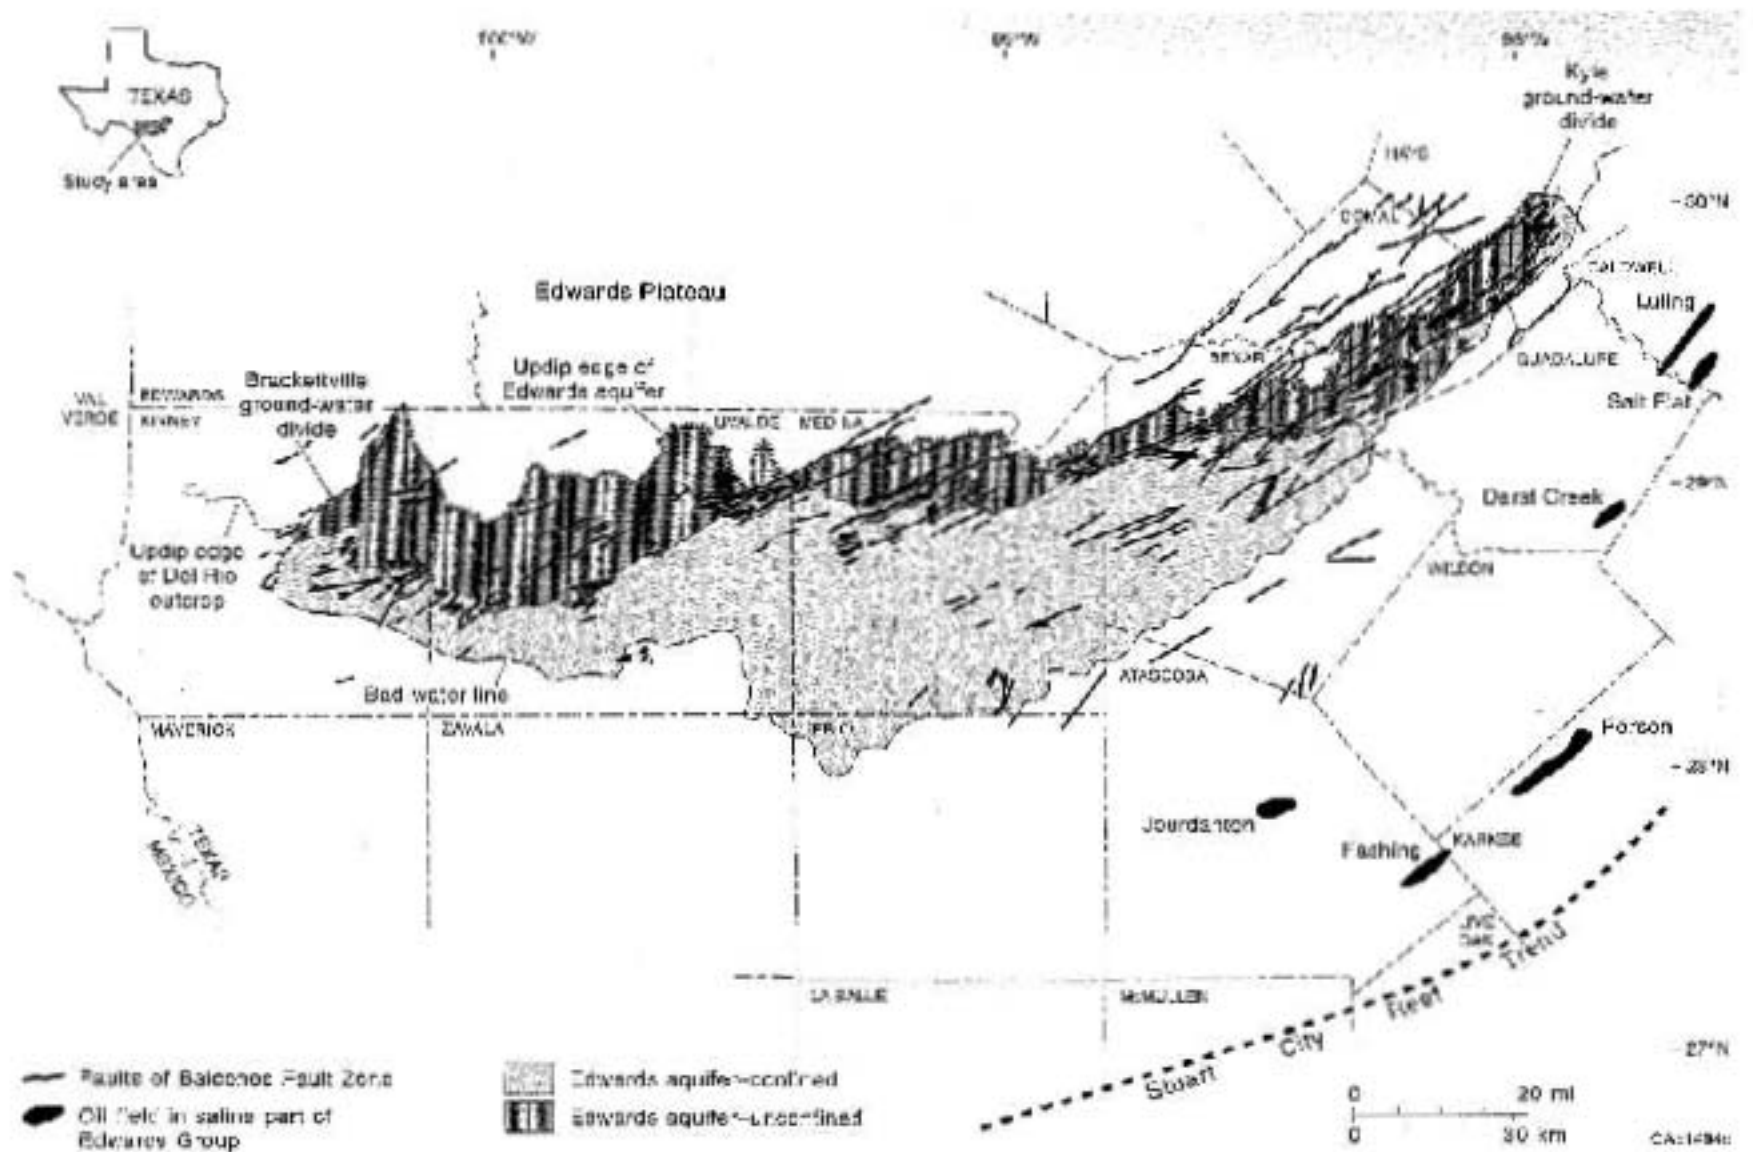 100°W
99°W
98°W
TEXAS
Study area
Kyle
ground-water
divide
HAYS
COMAL
30°N
CALDWELL
Luling
Edwards Plateau
BEXAR
GUADALUPE
Salt Flat
VAL
VERDE
EDWARDS
KINNEY
Brackettville
ground-water
divide
Updip edge of
Edwards aquifer
UVALDE
MEDINA
29°N
Darst Creek
Updip edge
of Del Rio
outcrop
WILSON
Bad water line
ATASCOSA
MAVERICK
ZAVALA
FRIO
Person
28°N
Jourdanton
Fashing
KARNES
TEXAS
MEXICO
LIVE
OAK
LA SALLE
McMULLEN
Stuart City Reef Trend
27°N
Faults of Balcones Fault Zone
Oil field in saline part of
Edwards Group
Edwards aquifer-confined
Edwards aquifer-unconfined
0 20 mi
0 30 km